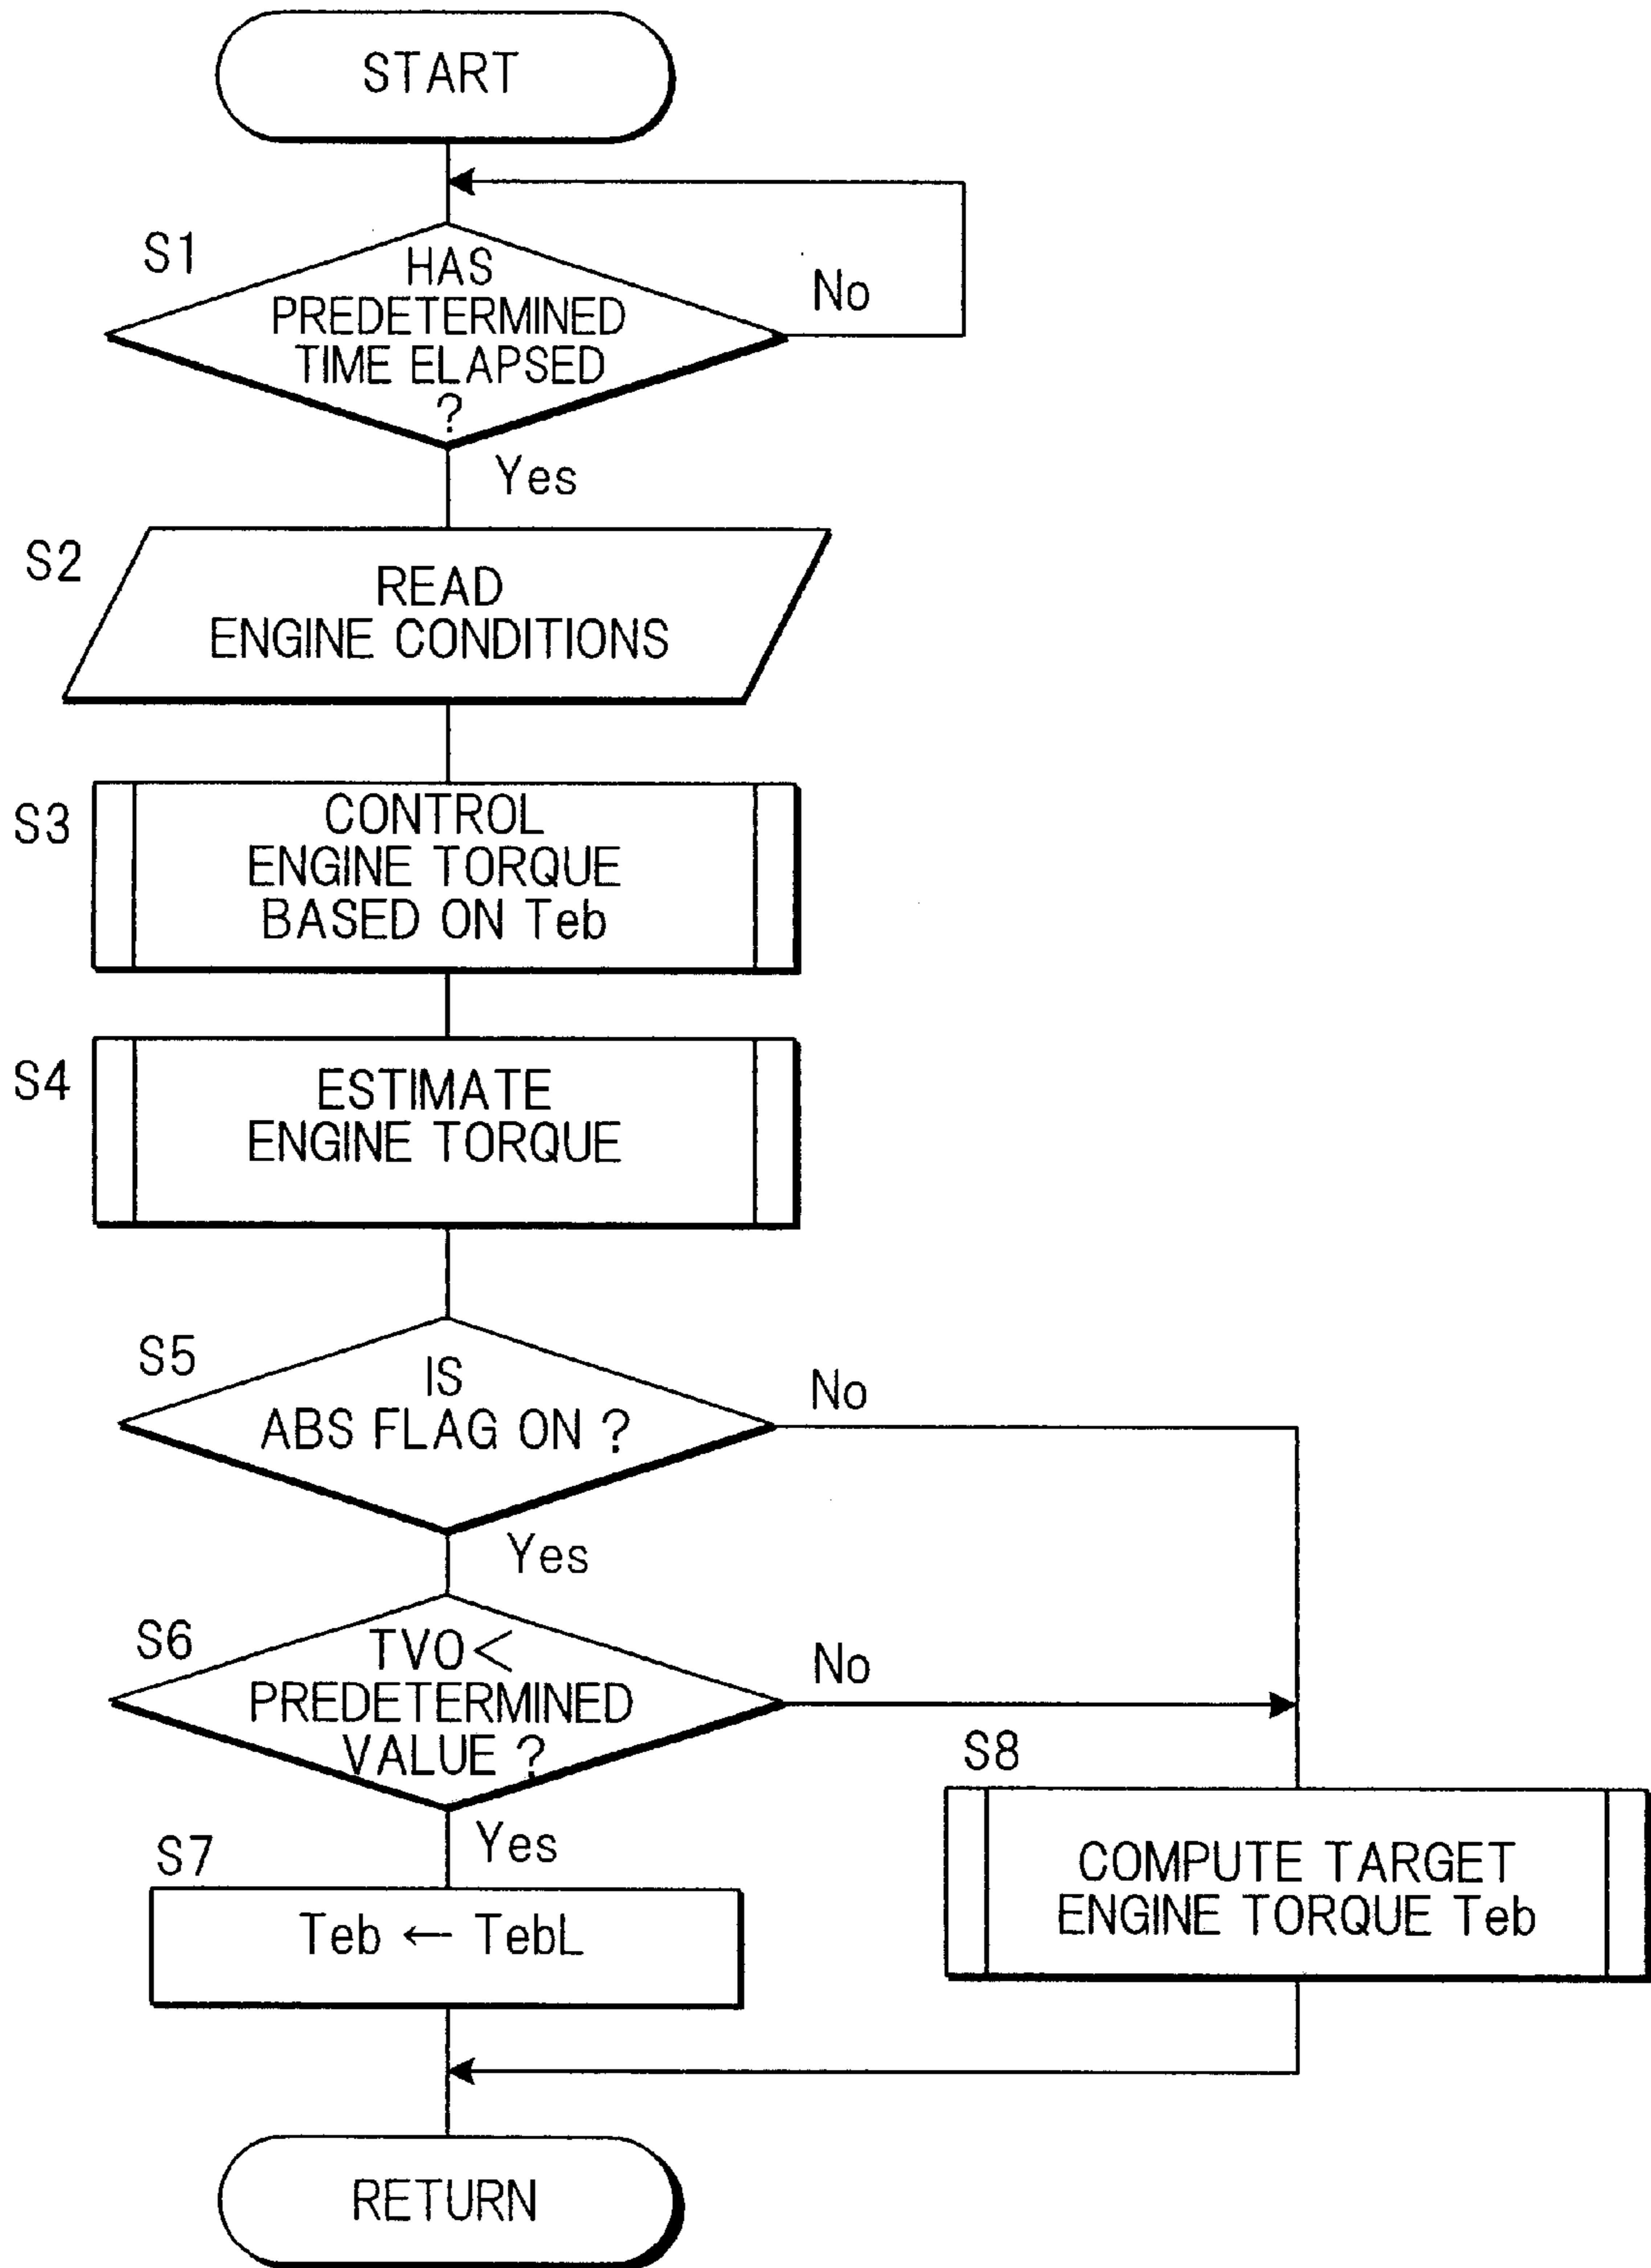 START
S1
HAS
PREDETERMINED
TIME ELAPSED
?
No
Yes
S2
READ
ENGINE CONDITIONS
S3
CONTROL
ENGINE TORQUE
BASED ON Teb
S4
ESTIMATE
ENGINE TORQUE
S5
IS
ABS FLAG ON ?
No
Yes
S6
TVO<
PREDETERMINED
VALUE ?
No
Yes
S7
Teb ← TebL
S8
COMPUTE TARGET
ENGINE TORQUE Teb
RETURN